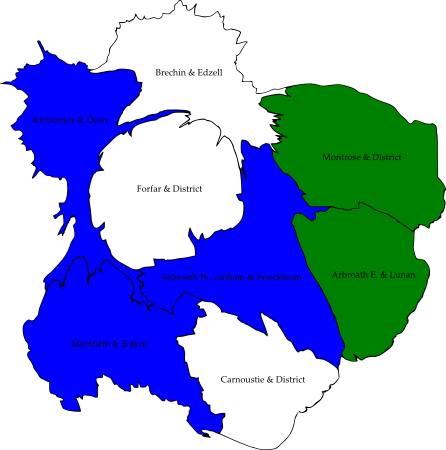 Brechin & Edzell
Kirriemuir & Dean
Montrose & District
Forfar & District
Arbroath W., Letham & Friockheim
Arbroath E. & Lunan
Monifieth & Sidlaw
Carnoustie & District